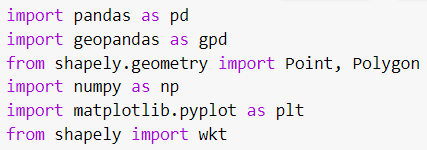 import pandas as pd
import geopandas as gpd
from shapely.geometry import Point, Polygon
import numpy as np
import matplotlib.pyplot as plt
from shapely import wkt